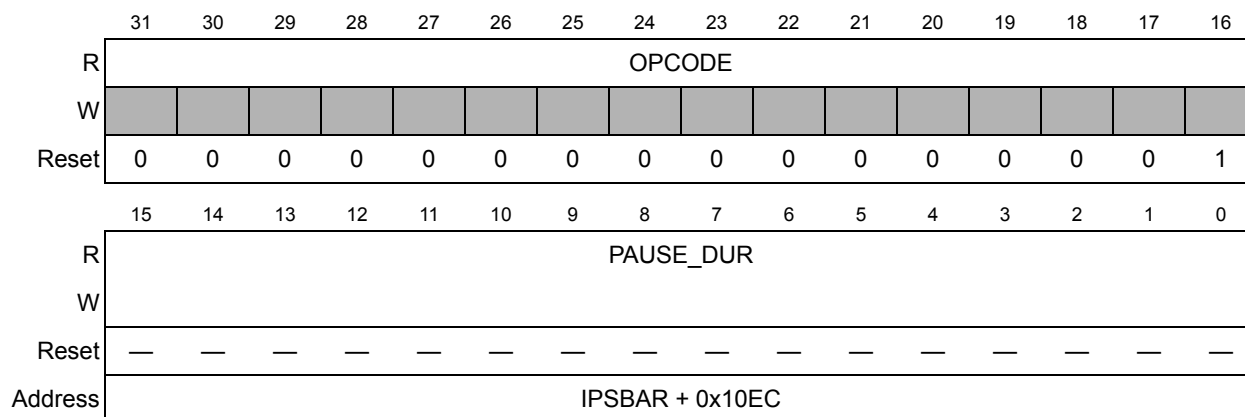 31 30 29 28 27 26 25 24 23 22 21 20 19 18 17 16
R OPCODE
W
Reset 0 0 0 0 0 0 0 0 0 0 0 0 0 0 0 1
15 14 13 12 11 10 9 8 7 6 5 4 3 2 1 0
R PAUSE_DUR
W
Reset — — — — — — — — — — — — — — — —
Address IPSBAR + 0x10EC